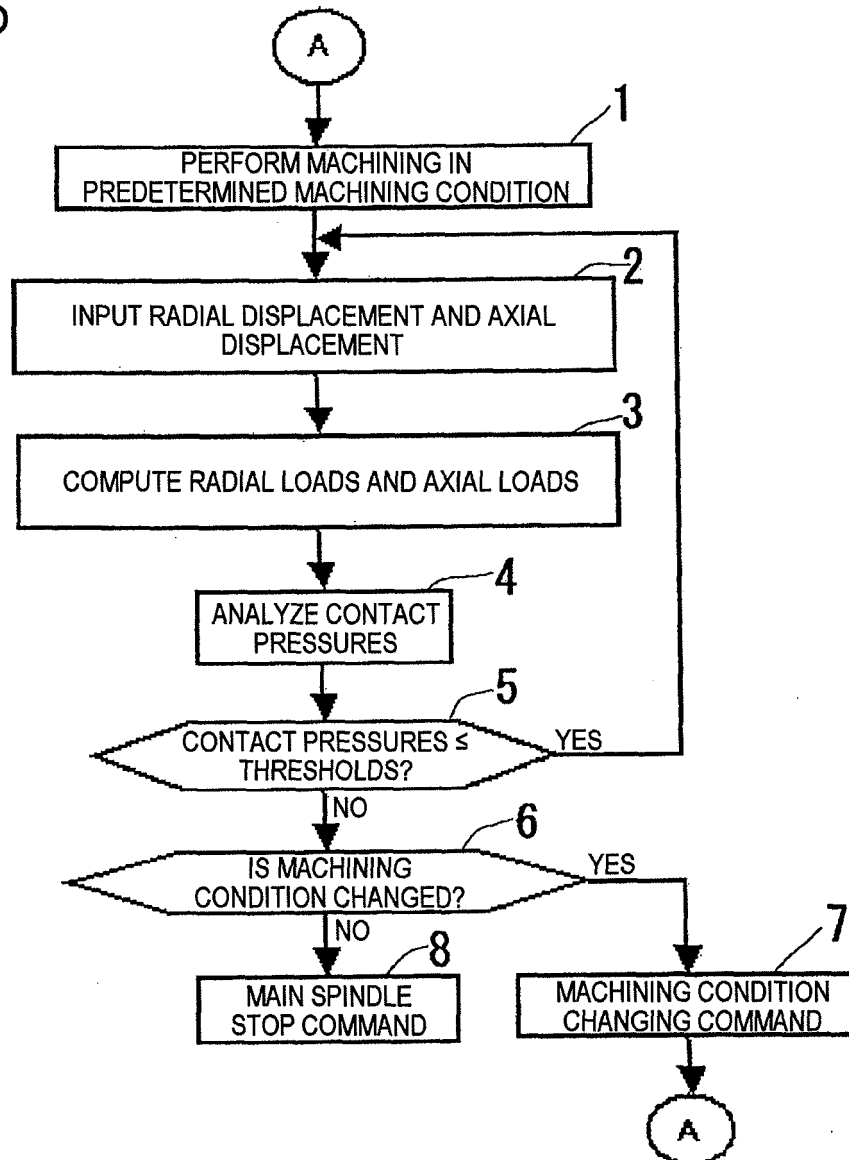 A
1
PERFORM MACHINING IN
PREDETERMINED MACHINING CONDITION
2
INPUT RADIAL DISPLACEMENT AND AXIAL
DISPLACEMENT
3
COMPUTE RADIAL LOADS AND AXIAL LOADS
4
ANALYZE CONTACT
PRESSURES
5
CONTACT PRESSURES ≤
THRESHOLDS?
YES
NO
6
IS MACHINING
CONDITION CHANGED?
YES
NO
8
MAIN SPINDLE
STOP COMMAND
7
MACHINING CONDITION
CHANGING COMMAND
A